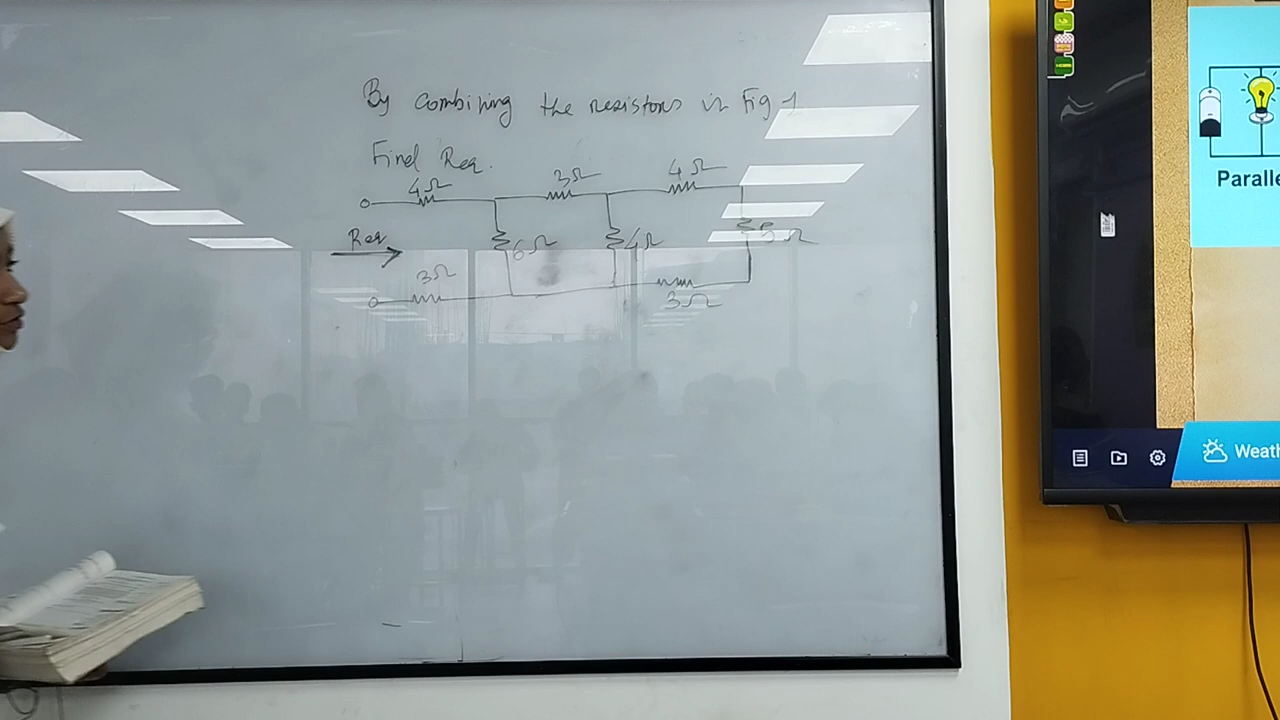 By combining the resistors in Fig 1
Find Req.
4Ω
3Ω
4Ω
Req
6Ω
4Ω
5Ω
3Ω
3Ω
Paralle
Weath